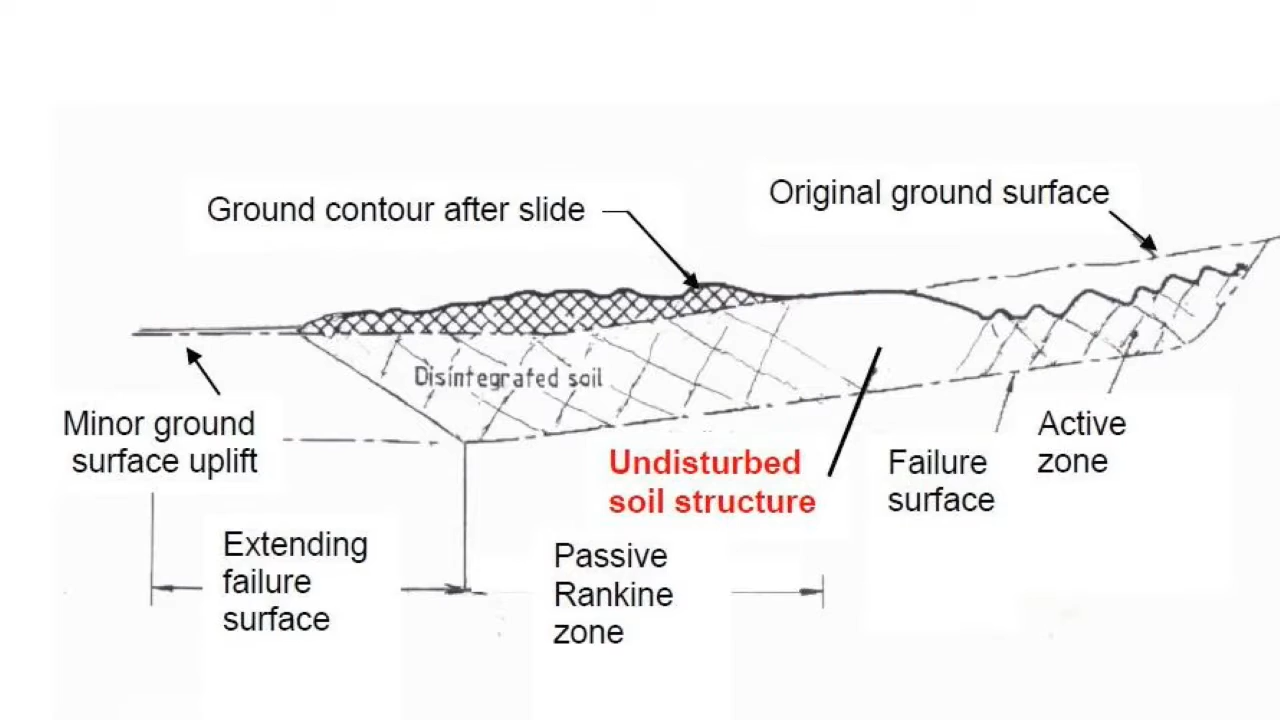 Original ground surface
Ground contour after slide
Disintegrated soil
Minor ground
surface uplift
Undisturbed
soil structure
Failure
surface
Active
zone
Extending
failure
surface
Passive
Rankine
zone